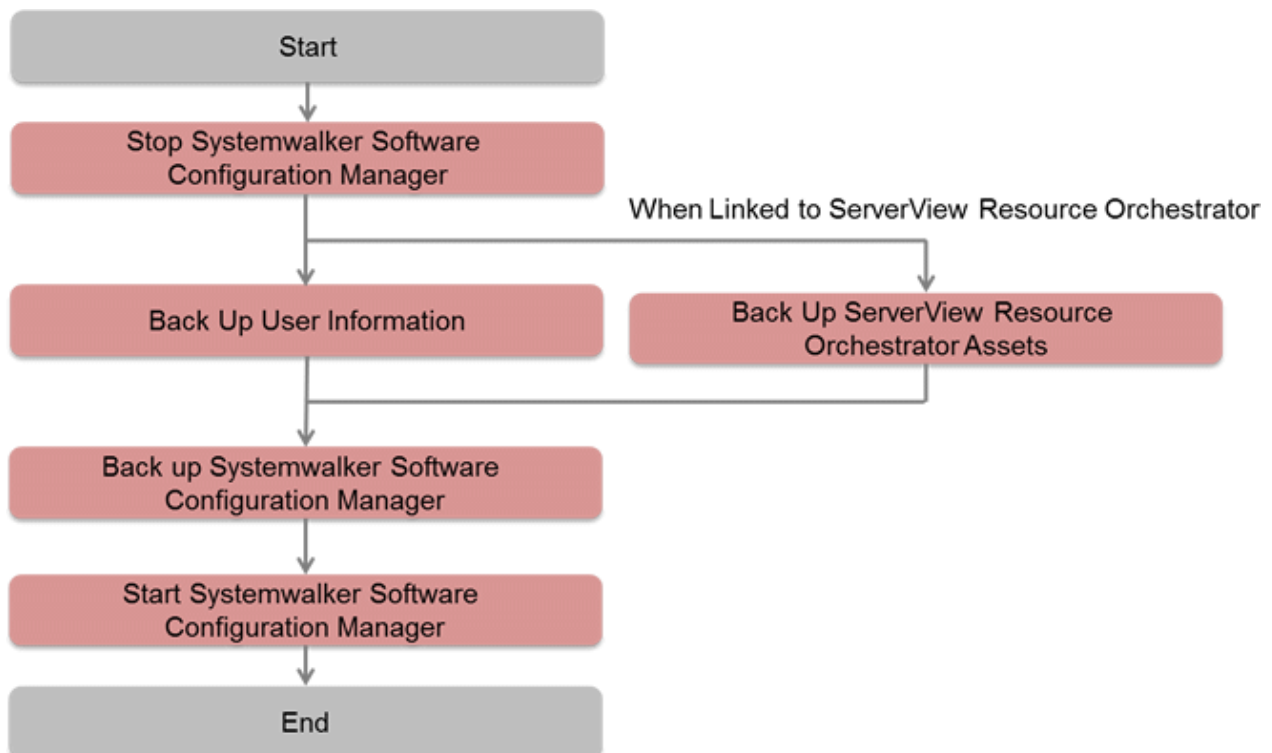 Start
Stop Systemwalker Software
Configuration Manager
When Linked to ServerView Resource Orchestrator
Back Up User Information
Back Up ServerView Resource
Orchestrator Assets
Back up Systemwalker Software
Configuration Manager
Start Systemwalker Software
Configuration Manager
End